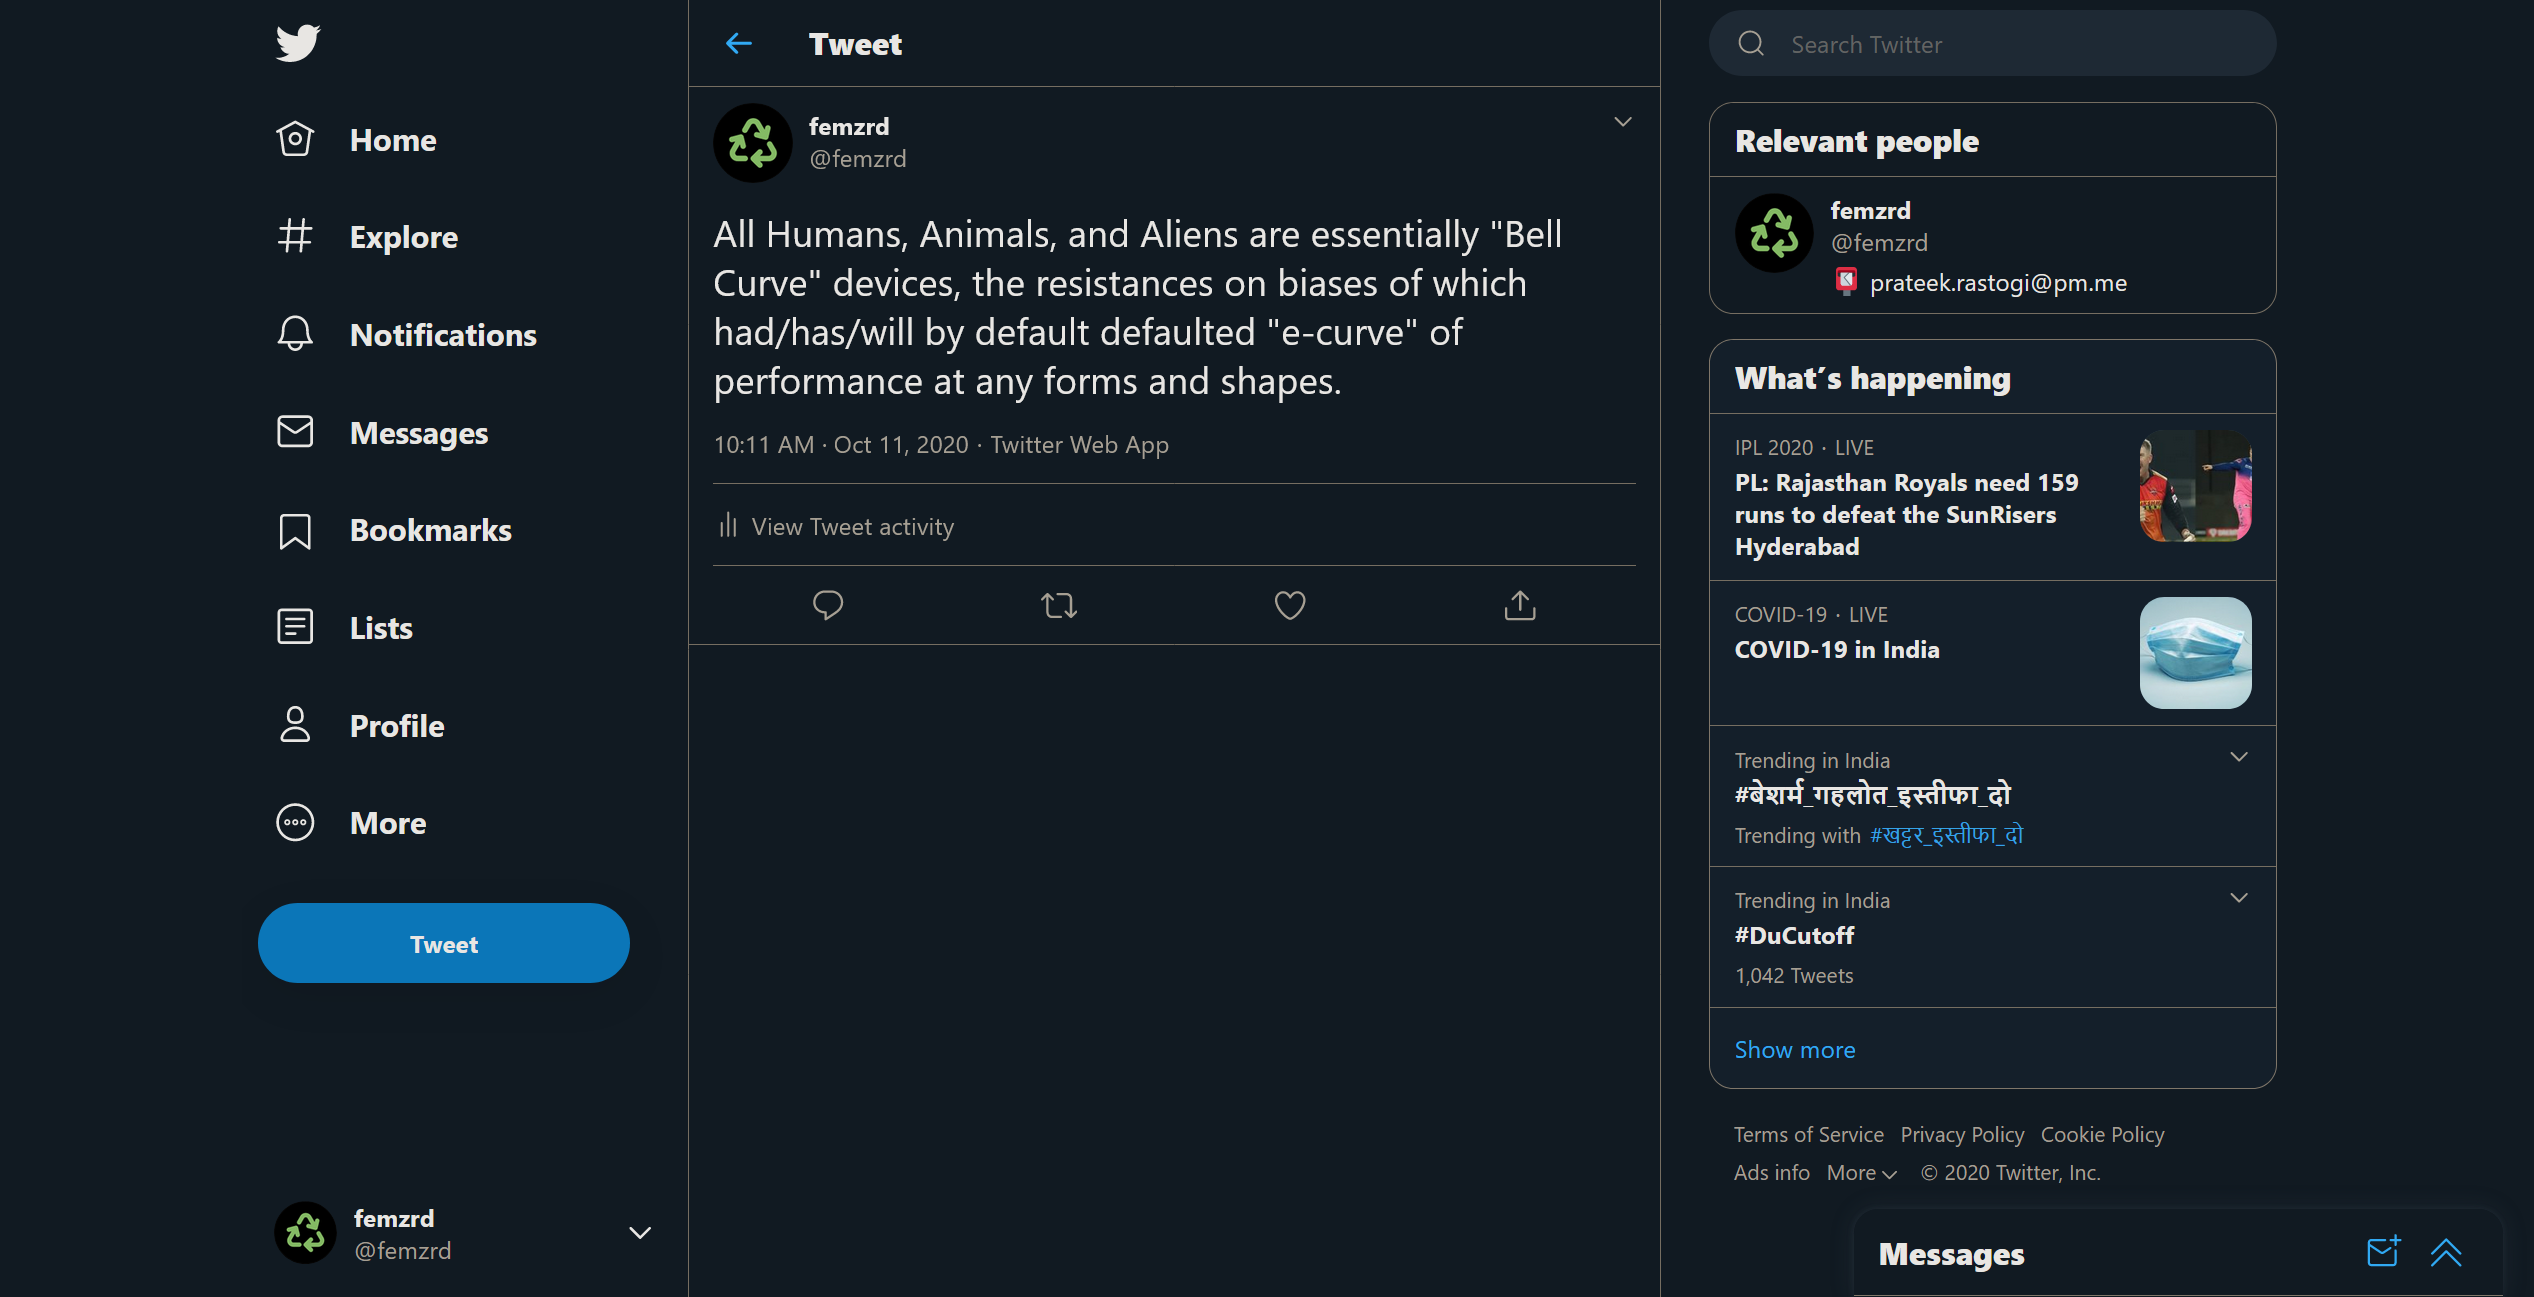 Home
Explore
Notifications
Messages
Bookmarks
Lists
Profile
More
Tweet
femzrd
@femzrd
Tweet
femzrd
@femzrd
All Humans, Animals, and Aliens are essentially "Bell
Curve" devices, the resistances on biases of which
had/has/will by default defaulted "e-curve" of
performance at any forms and shapes.
10:11 AM · Oct 11, 2020 · Twitter Web App
View Tweet activity
Search Twitter
Relevant people
femzrd
@femzrd
prateek.rastogi@pm.me
What's happening
IPL 2020 · LIVE
PL: Rajasthan Royals need 159
runs to defeat the SunRisers
Hyderabad
COVID-19 · LIVE
COVID-19 in India
Trending in India
#बेशर्म_गहलोत_इस्तीफा_दो
Trending with #खट्टर_इस्तीफा_दो
Trending in India
#DuCutoff
1,042 Tweets
Show more
Terms of Service Privacy Policy Cookie Policy
Ads info More © 2020 Twitter, Inc.
Messages